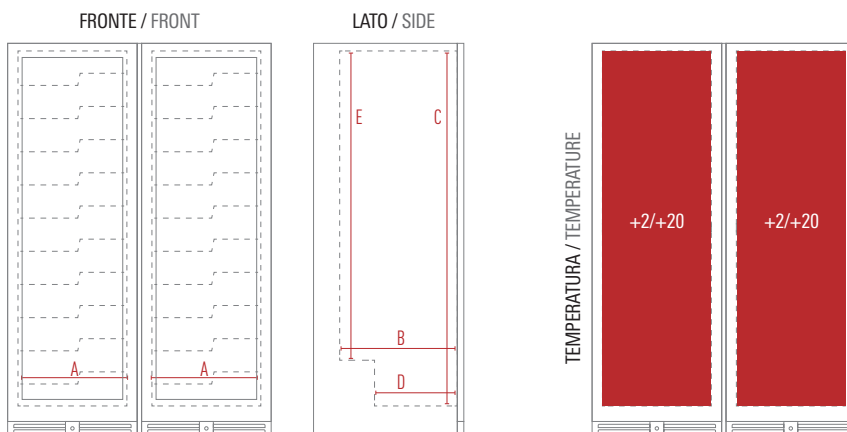 FRONTE / FRONT
LATO / SIDE
E
C
B
D
A
A
TEMPERATURA / TEMPERATURE
+2/+20
+2/+20